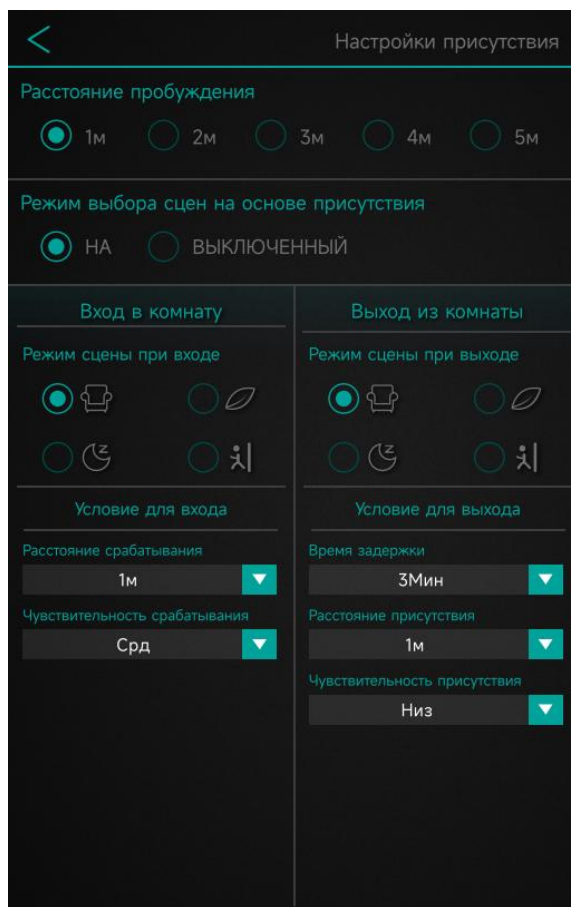 Настройки присутствия
Расстояние пробуждения
1м 2м 3м 4м 5м
Режим выбора сцен на основе присутствия
НА ВЫКЛЮЧЕННЫЙ
Вход в комнату
Режим сцены при входе
Условие для входа
Расстояние срабатывания
1м
Чувствительность срабатывания
Срд
Выход из комнаты
Режим сцены при выходе
Условие для выхода
Время задержки
3Мин
Расстояние присутствия
1м
Чувствительность присутствия
Низ